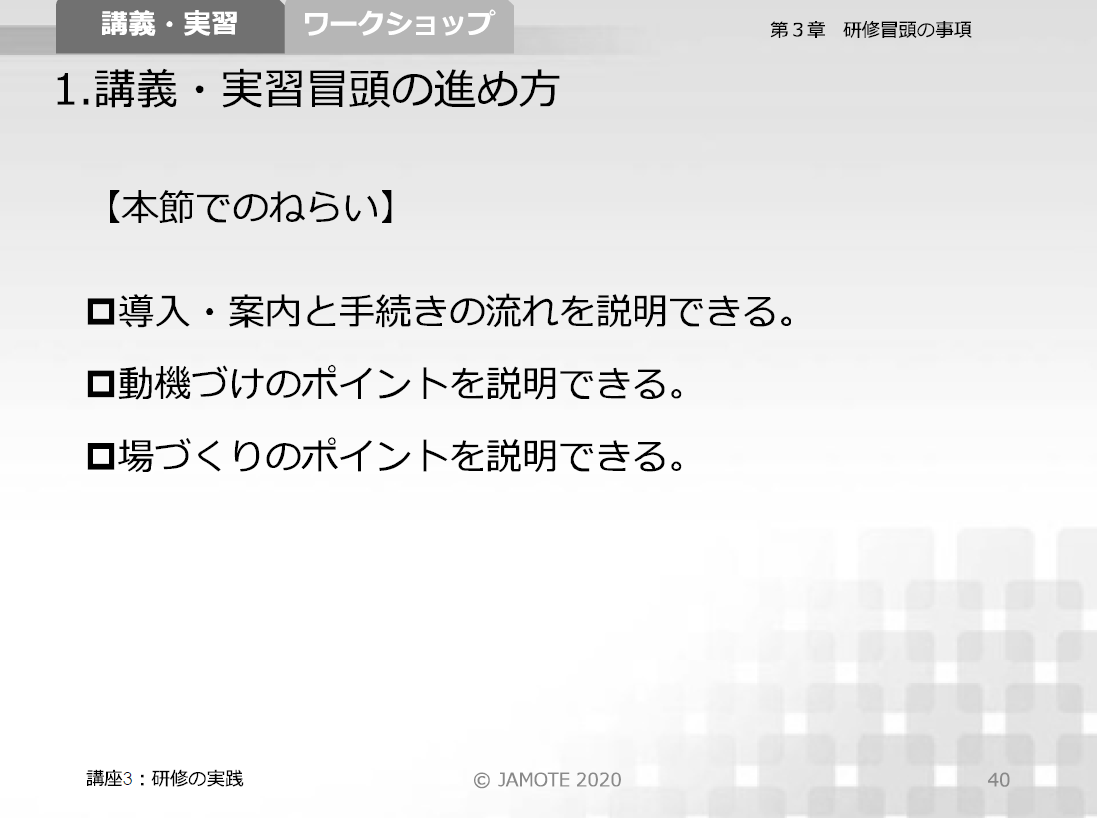 講義・実習
ワークショップ
第３章　研修冒頭の事項
1.講義・実習冒頭の進め方
【本節でのねらい】
導入・案内と手続きの流れを説明できる。
動機づけのポイントを説明できる。
場づくりのポイントを説明できる。
講座3：研修の実践
© JAMOTE 2020
40